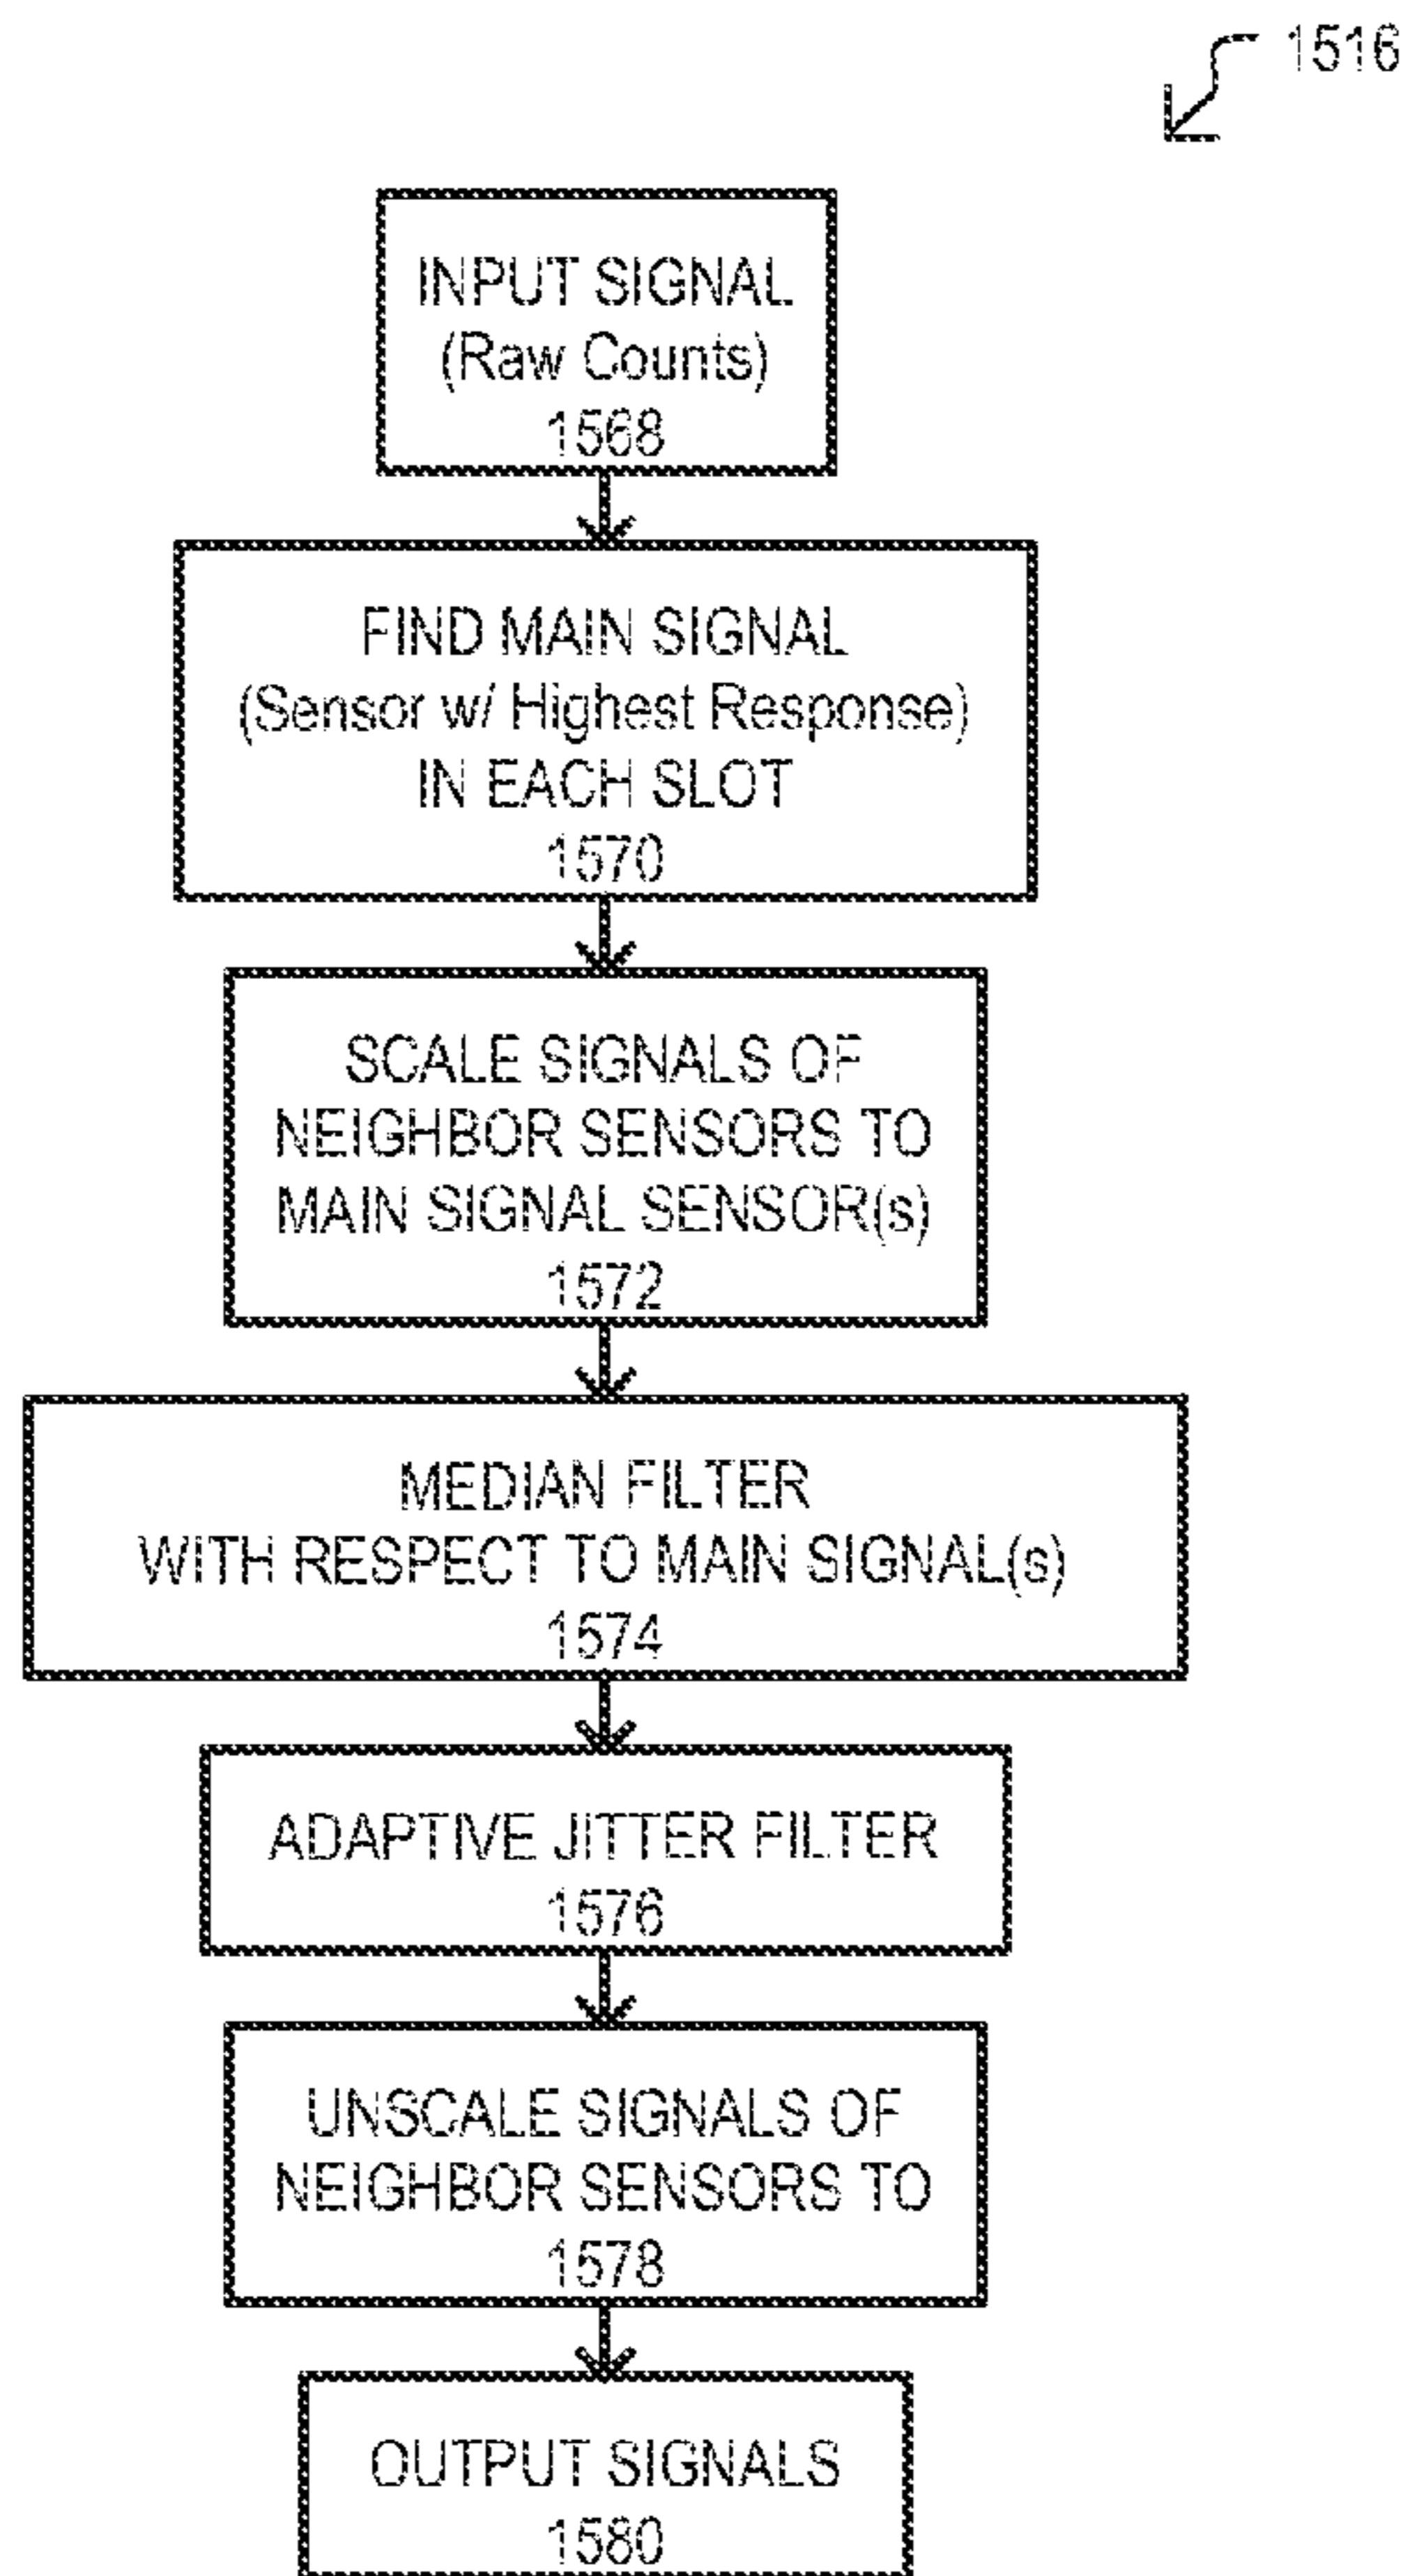 1516
INPUT SIGNAL
(Raw Counts)
1568
FIND MAIN SIGNAL
(Sensor w/ Highest Response)
IN EACH SLOT
1570
SCALE SIGNALS OF
NEIGHBOR SENSORS TO
MAIN SIGNAL SENSOR(s)
1572
MEDIAN FILTER
WITH RESPECT TO MAIN SIGNAL(s)
1574
ADAPTIVE JITTER FILTER
1576
UNSCALE SIGNALS OF
NEIGHBOR SENSORS TO
1578
OUTPUT SIGNALS
1580